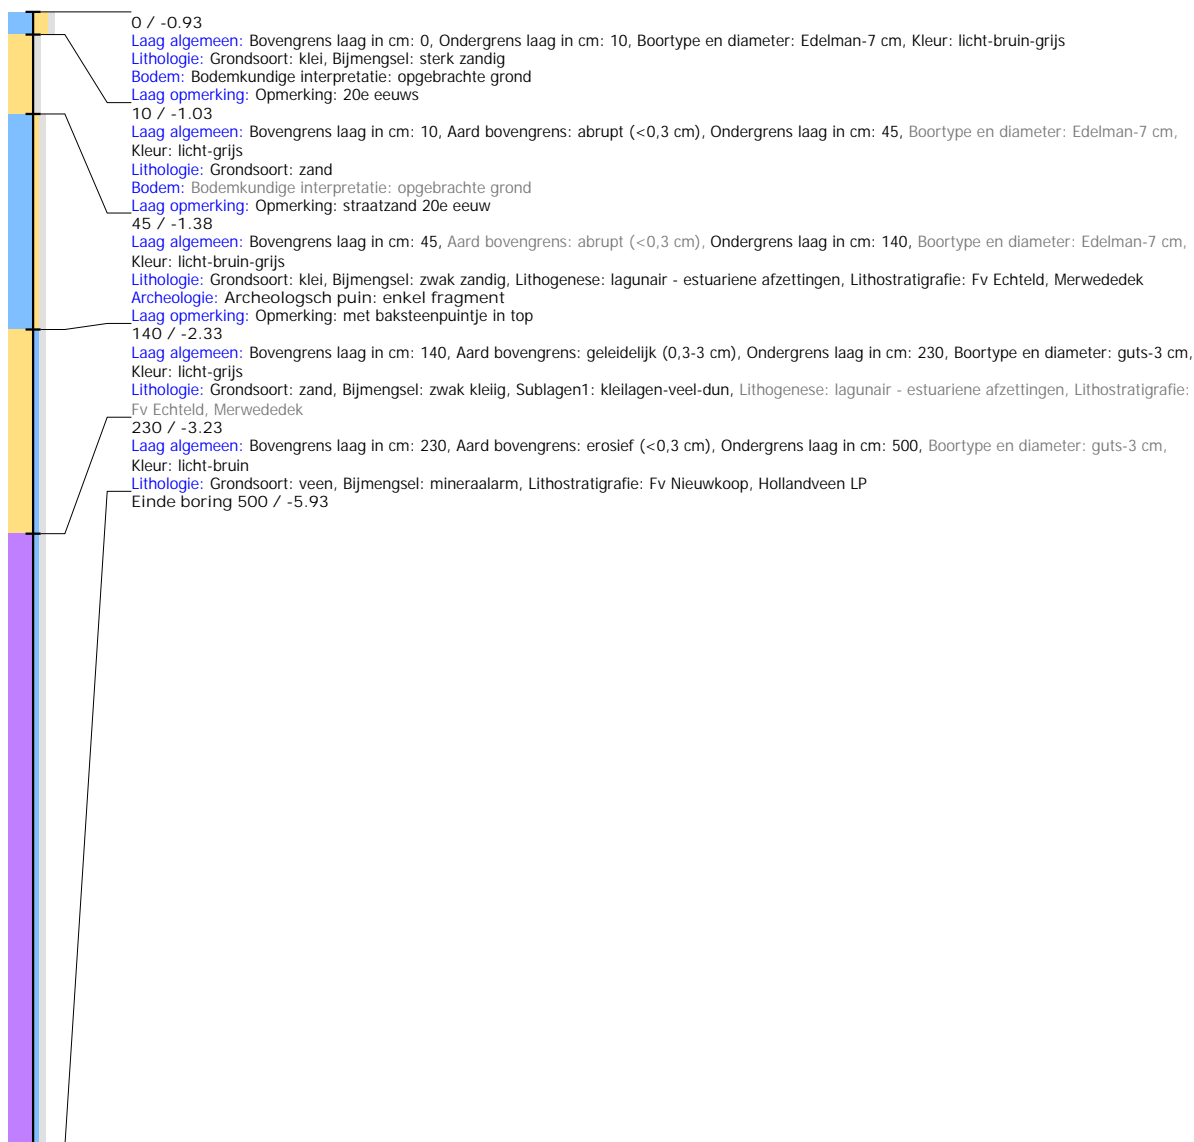 0 / -0.93
Laag algemeen: Bovengrens laag in cm: 0, Ondergrens laag in cm: 10, Boortype en diameter: Edelman-7 cm, Kleur: licht-bruin-grijs
Lithologie: Grondsoort: klei, Bijmengsel: sterk zandig
Bodem: Bodemkundige interpretatie: opgebrachte grond
Laag opmerking: Opmerking: 20e eeuws
10 / -1.03
Laag algemeen: Bovengrens laag in cm: 10, Aard bovengrens: abrupt (<0,3 cm), Ondergrens laag in cm: 45, Boortype en diameter: Edelman-7 cm,
Kleur: licht-grijs
Lithologie: Grondsoort: zand
Bodem: Bodemkundige interpretatie: opgebrachte grond
Laag opmerking: Opmerking: straatzand 20e eeuw
45 / -1.38
Laag algemeen: Bovengrens laag in cm: 45, Aard bovengrens: abrupt (<0,3 cm), Ondergrens laag in cm: 140, Boortype en diameter: Edelman-7 cm,
Kleur: licht-bruin-grijs
Lithologie: Grondsoort: klei, Bijmengsel: zwak zandig, Lithogenese: lagunair - estuariene afzettingen, Lithostratigrafie: Fv Echteld, Merwededek
Archeologie: Archeologsch puin: enkel fragment
Laag opmerking: Opmerking: met baksteenpuintje in top
140 / -2.33
Laag algemeen: Bovengrens laag in cm: 140, Aard bovengrens: geleidelijk (0,3-3 cm), Ondergrens laag in cm: 230, Boortype en diameter: guts-3 cm,
Kleur: licht-grijs
Lithologie: Grondsoort: zand, Bijmengsel: zwak kleiig, Sublagen1: kleilagen-veel-dun, Lithogenese: lagunair - estuariene afzettingen, Lithostratigrafie:
Fv Echteld, Merwededek
230 / -3.23
Laag algemeen: Bovengrens laag in cm: 230, Aard bovengrens: erosief (<0,3 cm), Ondergrens laag in cm: 500, Boortype en diameter: guts-3 cm,
Kleur: licht-bruin
Lithologie: Grondsoort: veen, Bijmengsel: mineraalarm, Lithostratigrafie: Fv Nieuwkoop, Hollandveen LP
Einde boring 500 / -5.93